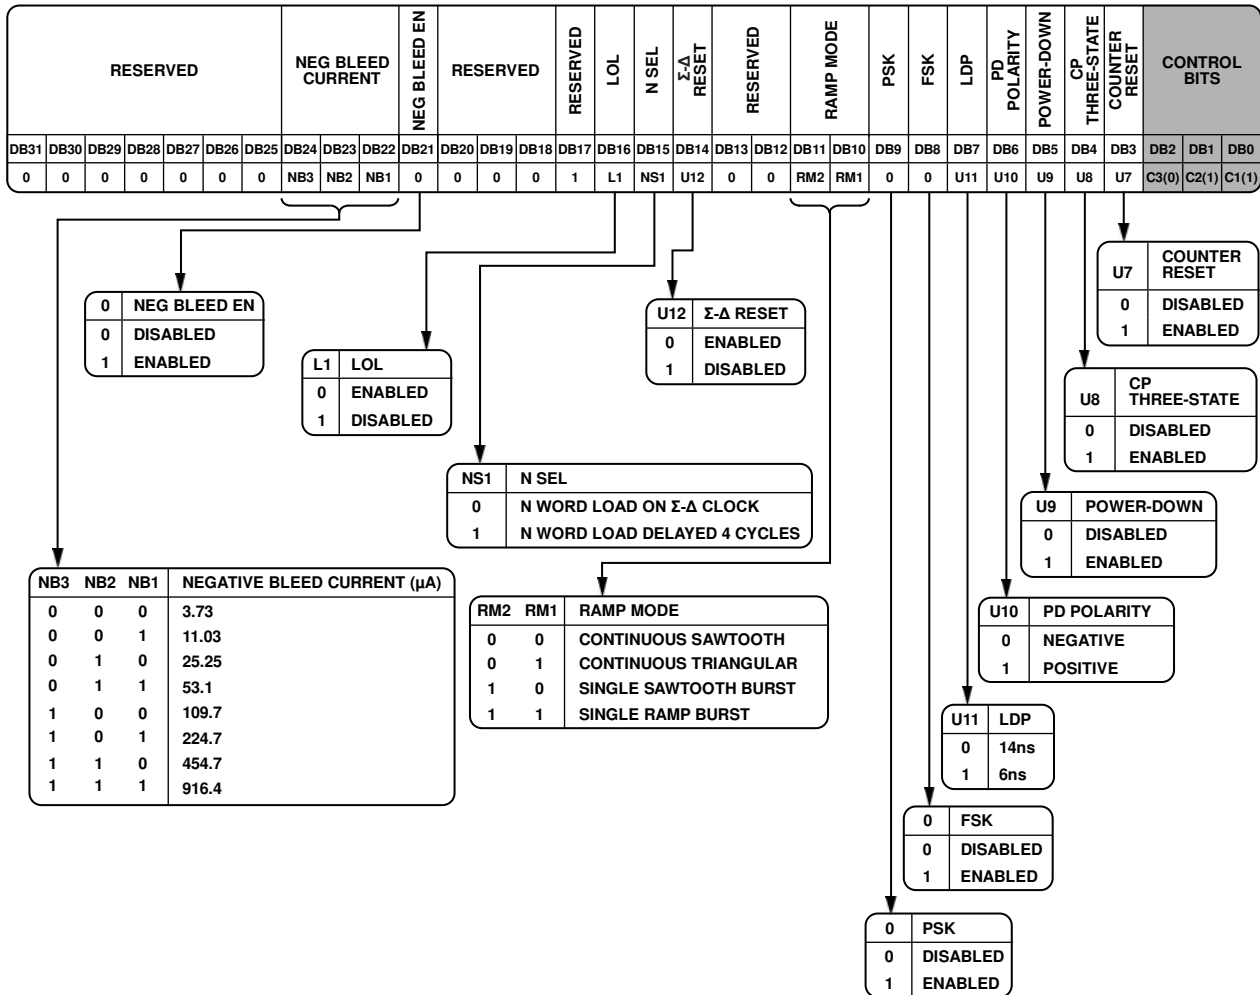 RESERVED
NEG BLEED CURRENT
NEG BLEED EN
RESERVED
RESERVED
LOL
N SEL
Σ-Δ RESET
RESERVED
RAMP MODE
PSK
FSK
LDP
PD POLARITY
POWER-DOWN
CP THREE-STATE
COUNTER RESET
CONTROL BITS
DB31 DB30 DB29 DB28 DB27 DB26 DB25 DB24 DB23 DB22 DB21 DB20 DB19 DB18 DB17 DB16 DB15 DB14 DB13 DB12 DB11 DB10 DB9 DB8 DB7 DB6 DB5 DB4 DB3 DB2 DB1 DB0
0 0 0 0 0 0 0 NB3 NB2 NB1 0 0 0 0 1 L1 NS1 U12 0 0 RM2 RM1 0 0 U11 U10 U9 U8 U7 C3(0) C2(1) C1(1)
U7 COUNTER RESET
0 DISABLED
1 ENABLED
0 NEG BLEED EN
0 DISABLED
1 ENABLED
U12 Σ-Δ RESET
0 ENABLED
1 DISABLED
L1 LOL
0 ENABLED
1 DISABLED
U8 CP THREE-STATE
0 DISABLED
1 ENABLED
NS1 N SEL
0 N WORD LOAD ON Σ-Δ CLOCK
1 N WORD LOAD DELAYED 4 CYCLES
U9 POWER-DOWN
0 DISABLED
1 ENABLED
NB3 NB2 NB1 NEGATIVE BLEED CURRENT (µA)
0 0 0 3.73
0 0 1 11.03
0 1 0 25.25
0 1 1 53.1
1 0 0 109.7
1 0 1 224.7
1 1 0 454.7
1 1 1 916.4
RM2 RM1 RAMP MODE
0 0 CONTINUOUS SAWTOOTH
0 1 CONTINUOUS TRIANGULAR
1 0 SINGLE SAWTOOTH BURST
1 1 SINGLE RAMP BURST
U10 PD POLARITY
0 NEGATIVE
1 POSITIVE
U11 LDP
0 14ns
1 6ns
0 FSK
0 DISABLED
1 ENABLED
0 PSK
0 DISABLED
1 ENABLED